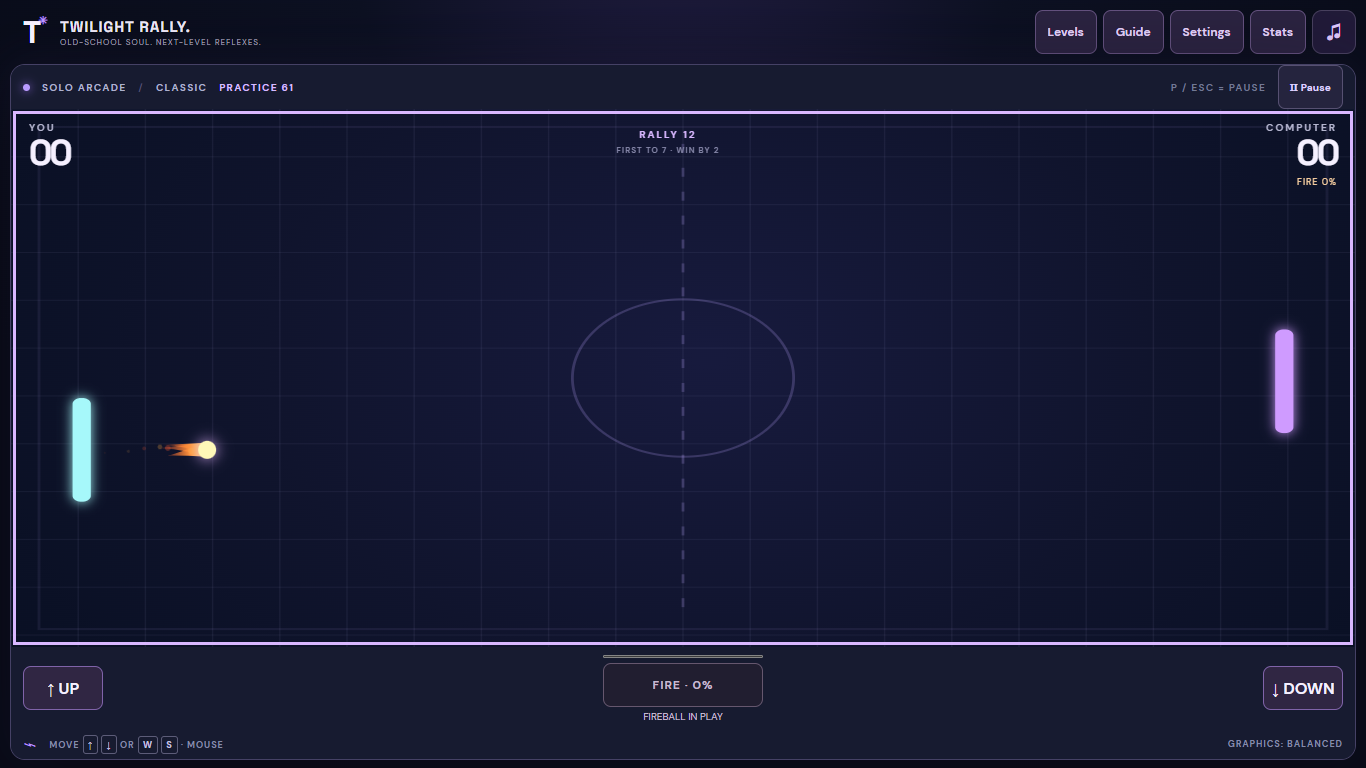 T*
TWILIGHT RALLY.
OLD-SCHOOL SOUL. NEXT-LEVEL REFLEXES.
Levels
Guide
Settings
Stats
♫
SOLO ARCADE / CLASSIC PRACTICE 61
P / ESC = PAUSE
II Pause
YOU
00
RALLY 12
FIRST TO 7 · WIN BY 2
COMPUTER
00
FIRE 0%
↑ UP
FIRE · 0%
FIREBALL IN PLAY
↓ DOWN
MOVE ↑ ↓ OR W S · MOUSE
GRAPHICS: BALANCED